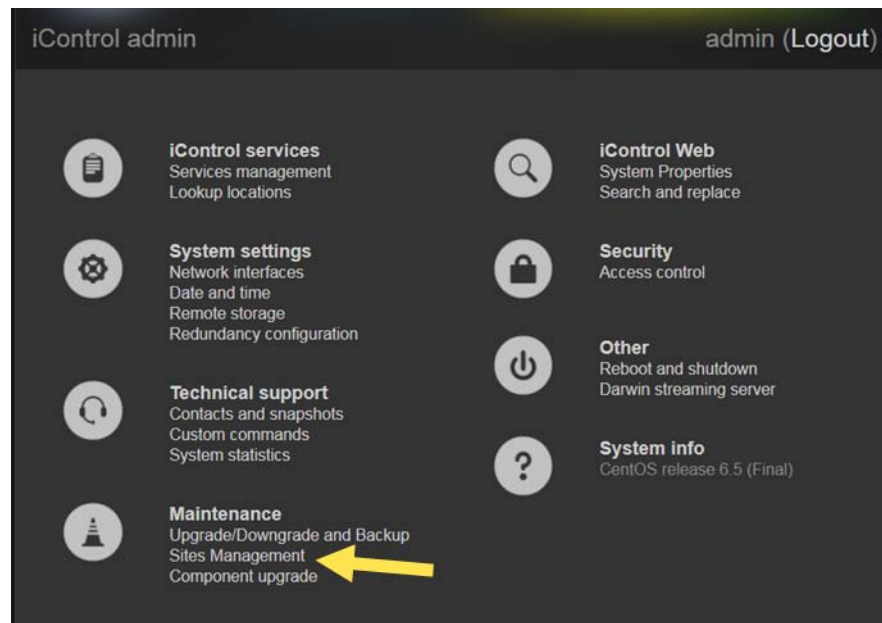 iControl admin
admin (Logout)
iControl services
Services management
Lookup locations
System settings
Network interfaces
Date and time
Remote storage
Redundancy configuration
Technical support
Contacts and snapshots
Custom commands
System statistics
Maintenance
Upgrade/Downgrade and Backup
Sites Management
Component upgrade
iControl Web
System Properties
Search and replace
Security
Access control
Other
Reboot and shutdown
Darwin streaming server
System info
CentOS release 6.5 (Final)